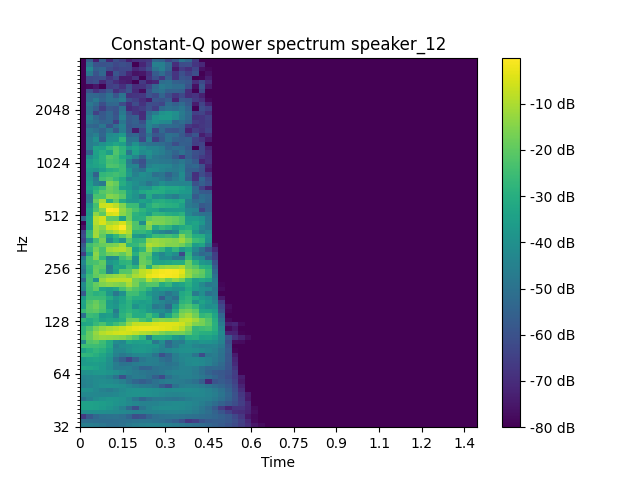 Constant-Q power spectrum speaker_12
Hz
2048
1024
512
256
128
64
32
0 0.15 0.3 0.45 0.6 0.75 0.9 1.1 1.2 1.4
Time
-10 dB
-20 dB
-30 dB
-40 dB
-50 dB
-60 dB
-70 dB
-80 dB